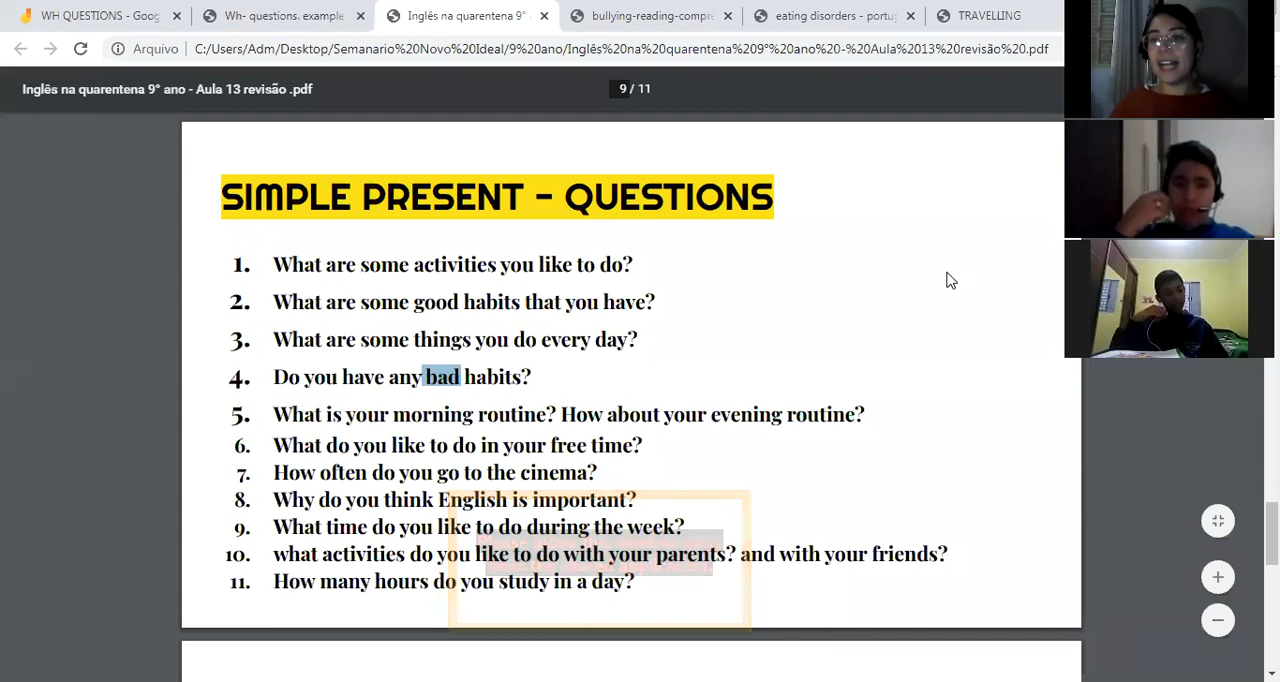 WH QUESTIONS - Goog
Wh- questions. example
Inglês na quarentena 9°
bullying-reading-compre
eating disorders - portug
TRAVELLING
Arquivo
C:/Users/Adm/Desktop/Semanario%20Novo%20Ideal/9%20ano/Inglês%20na%20quarentena%209°%20ano%20-%20Aula%2013%20revisão%20.pdf
Inglês na quarentena 9° ano - Aula 13 revisão .pdf
9 / 11
SIMPLE PRESENT - QUESTIONS
1. What are some activities you like to do?
2. What are some good habits that you have?
3. What are some things you do every day?
4. Do you have any bad habits?
5. What is your morning routine? How about your evening routine?
6. What do you like to do in your free time?
7. How often do you go to the cinema?
8. Why do you think English is important?
9. What time do you like to do during the week?
10. what activities do you like to do with your parents? and with your friends?
11. How many hours do you study in a day?